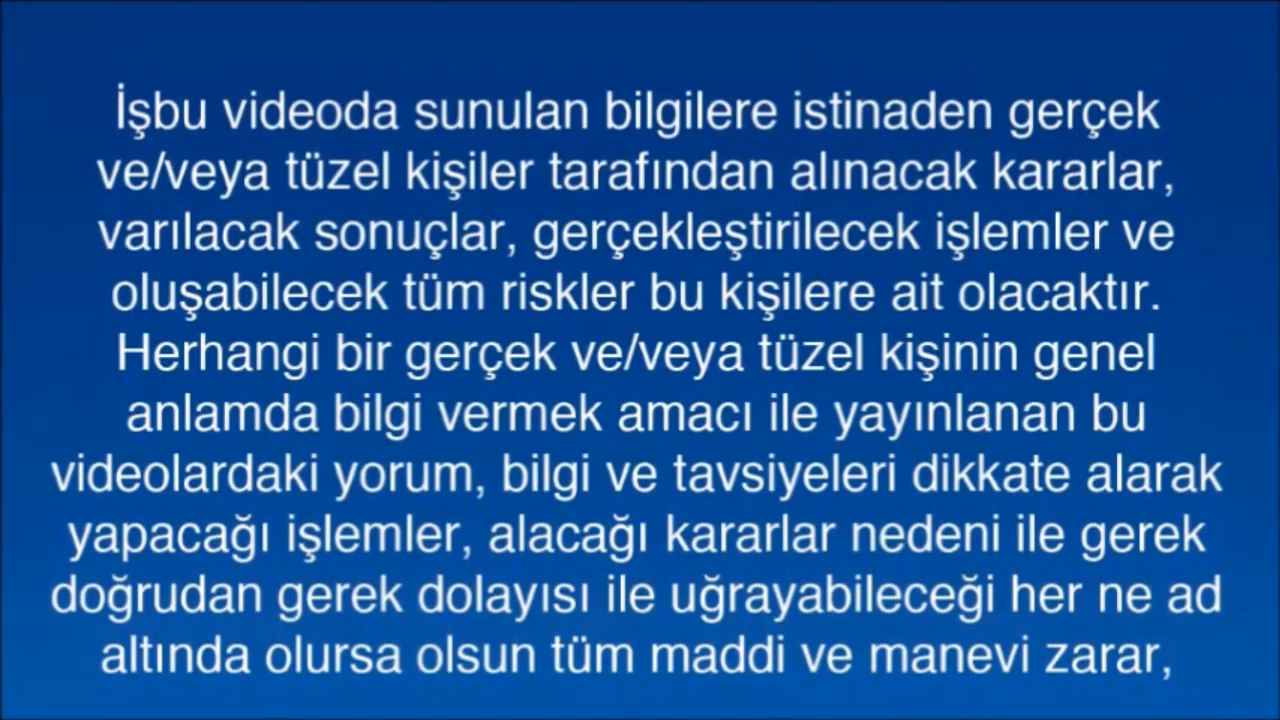 İşbu videoda sunulan bilgilere istinaden gerçek
ve/veya tüzel kişiler tarafından alınacak kararlar,
varılacak sonuçlar, gerçekleştirilecek işlemler ve
oluşabilecek tüm riskler bu kişilere ait olacaktır.
Herhangi bir gerçek ve/veya tüzel kişinin genel
anlamda bilgi vermek amacı ile yayınlanan bu
videolardaki yorum, bilgi ve tavsiyeleri dikkate alarak
yapacağı işlemler, alacağı kararlar nedeni ile gerek
doğrudan gerek dolayısı ile uğrayabileceği her ne ad
altında olursa olsun tüm maddi ve manevi zarar,